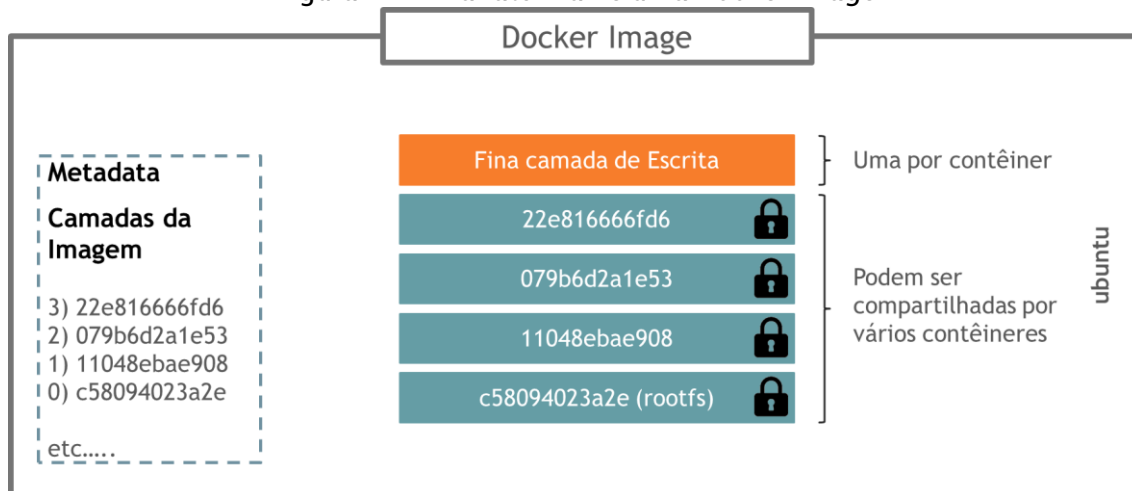 Docker Image
Metadata
Camadas da
Imagem
3) 22e816666fd6
2) 079b6d2a1e53
1) 11048ebae908
0) c58094023a2e
etc.....
Fina camada de Escrita
22e816666fd6
079b6d2a1e53
11048ebae908
c58094023a2e (rootfs)
Uma por contêiner
Podem ser
compartilhadas por
vários contêineres
ubuntu